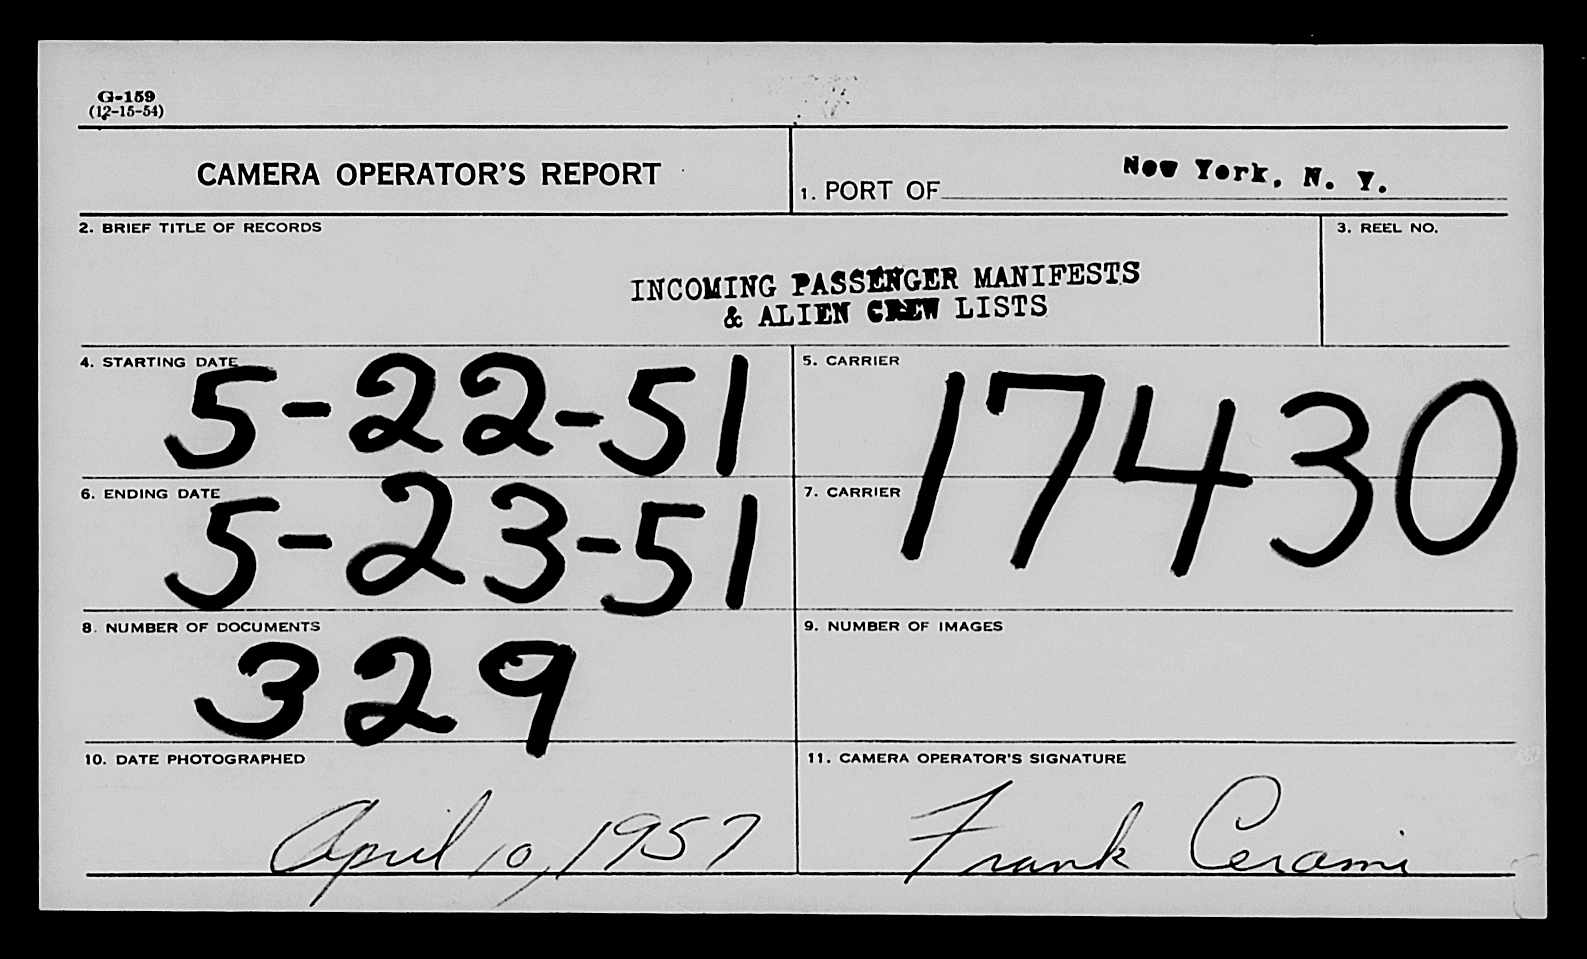 G-159
(12-15-54)
CAMERA OPERATOR'S REPORT
1. PORT OF New York, N. Y.
2. BRIEF TITLE OF RECORDS
3. REEL NO.
INCOMING PASSENGER MANIFESTS
& ALIEN CREW LISTS
4. STARTING DATE
5-22-51
5. CARRIER
17430
6. ENDING DATE
5-23-51
7. CARRIER
8. NUMBER OF DOCUMENTS
329
9. NUMBER OF IMAGES
10. DATE PHOTOGRAPHED
April 10, 1957
11. CAMERA OPERATOR'S SIGNATURE
Frank Cerami